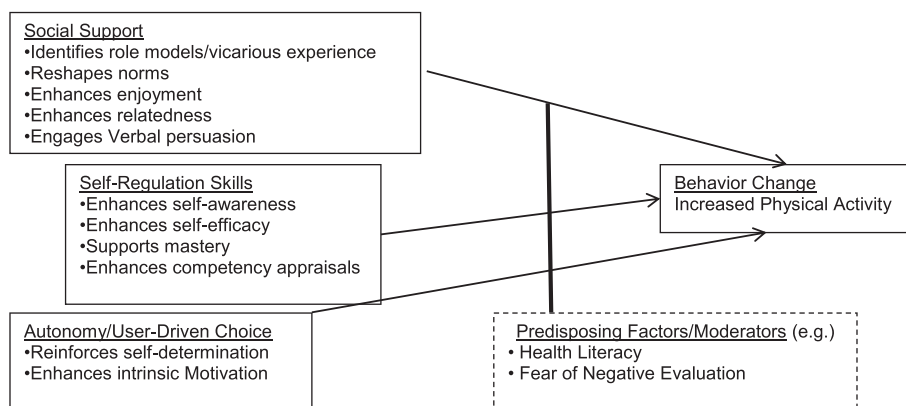 Social Support
•Identifies role models/vicarious experience
•Reshapes norms
•Enhances enjoyment
•Enhances relatedness
•Engages Verbal persuasion
Self-Regulation Skills
•Enhances self-awareness
•Enhances self-efficacy
•Supports mastery
•Enhances competency appraisals
Behavior Change
Increased Physical Activity
Autonomy/User-Driven Choice
•Reinforces self-determination
•Enhances intrinsic Motivation
Predisposing Factors/Moderators (e.g.)
• Health Literacy
• Fear of Negative Evaluation